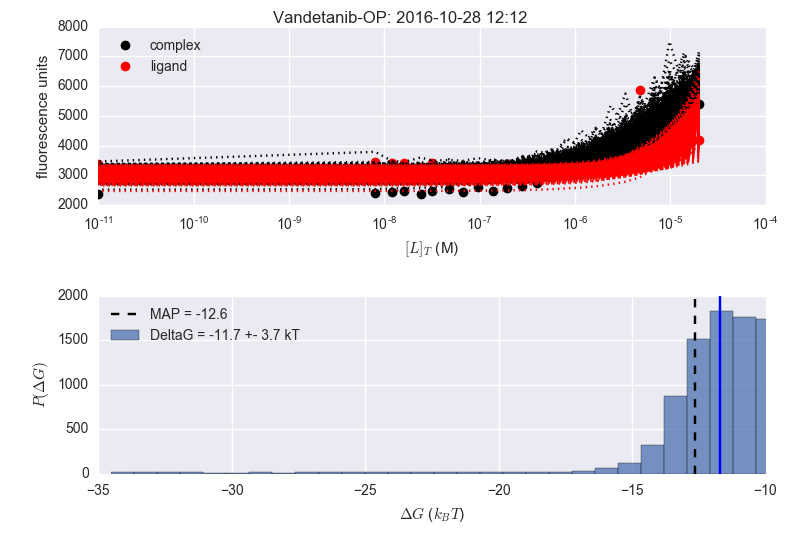 Vandetanib-OP: 2016-10-28 12:12
8000
7000
6000
5000
4000
3000
2000
fluorescence units
complex
ligand
10^-11
10^-10
10^-9
10^-8
10^-7
10^-6
10^-5
10^-4
[L]_T (M)
2000
1500
1000
500
0
P(ΔG)
MAP = -12.6
DeltaG = -11.7 +- 3.7 kT
−35
−30
−25
−20
−15
−10
ΔG (k_BT)